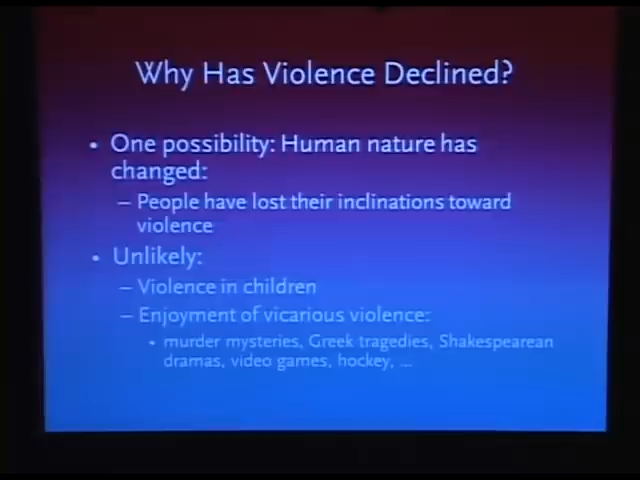 Why Has Violence Declined?
• One possibility: Human nature has
changed:
– People have lost their inclinations toward
violence
• Unlikely:
– Violence in children
– Enjoyment of vicarious violence:
• murder mysteries, Greek tragedies, Shakespearean
dramas, video games, hockey, ...